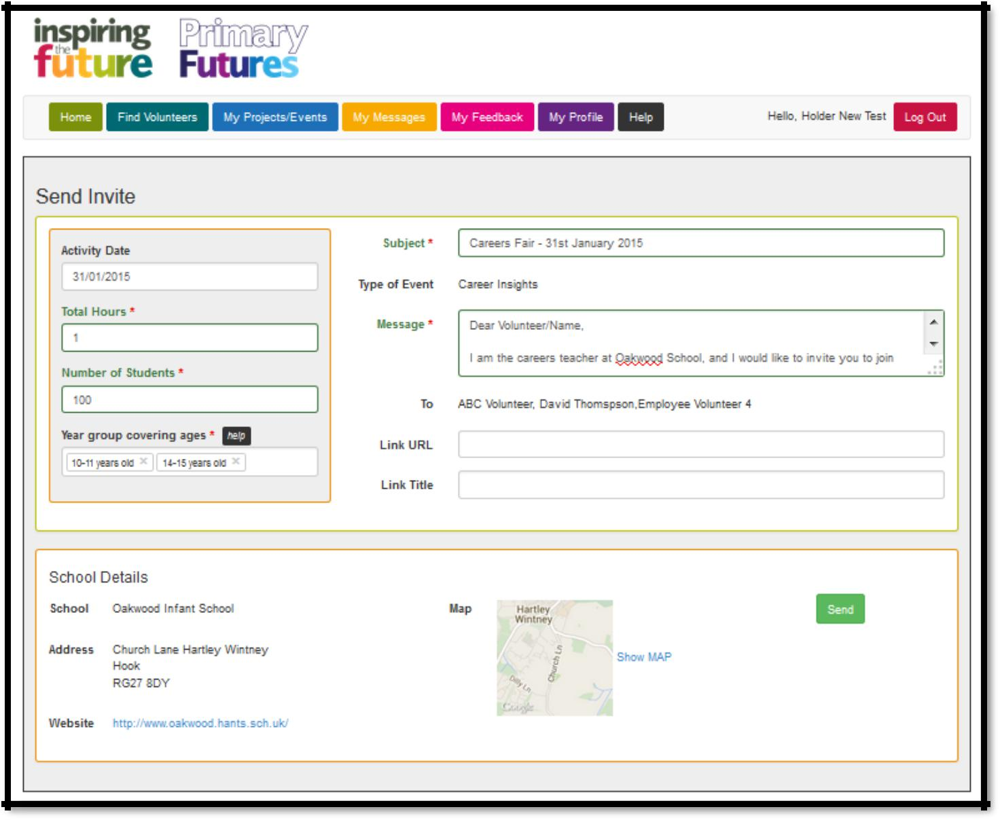 inspiring
the
future
Primary
Futures
Home Find Volunteers My Projects/Events My Messages My Feedback My Profile Help Hello, Holder New Test Log Out
Send Invite
Activity Date
31/01/2015
Total Hours *
1
Number of Students *
100
Year group covering ages * help
10-11 years old × 14-15 years old ×
Subject * Careers Fair - 31st January 2015
Type of Event Career Insights
Message * Dear Volunteer/Name,
I am the careers teacher at Oakwood School, and I would like to invite you to join
To ABC Volunteer, David Thomspson,Employee Volunteer 4
Link URL
Link Title
School Details
School Oakwood Infant School
Address Church Lane Hartley Wintney
Hook
RG27 8DY
Website http://www.oakwood.hants.sch.uk/
Map
Hartley
Wintney
Church Ln
Dilly Ln
Google
Show MAP
Send